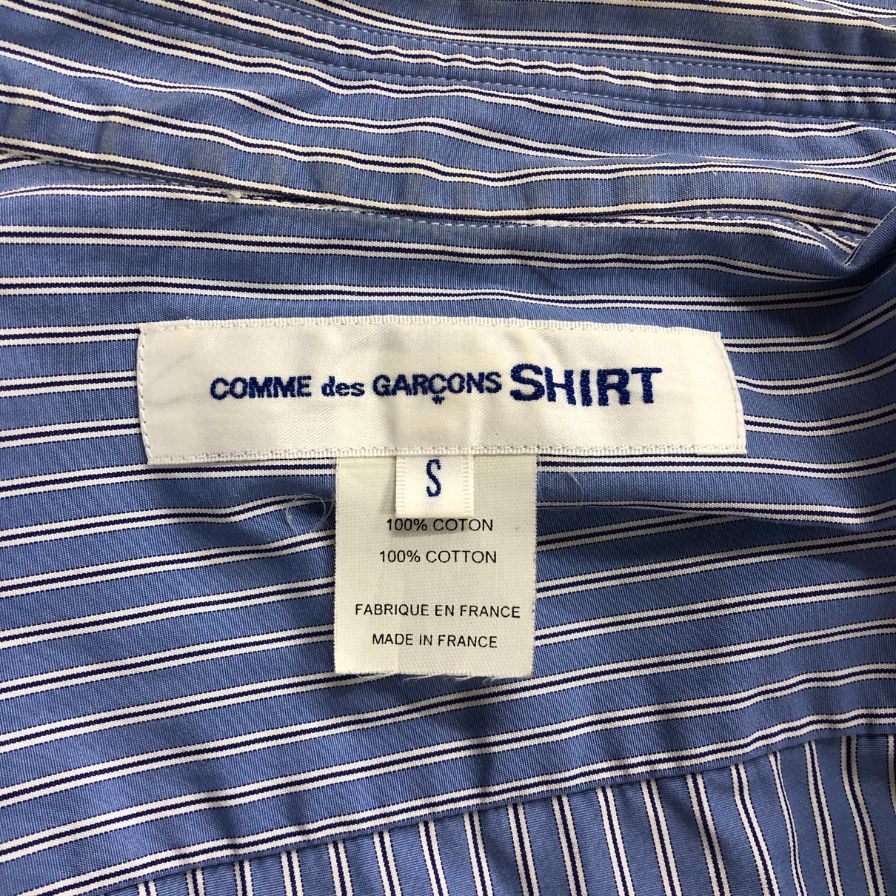 COMME des GARÇONS SHIRT
S
100% COTON
100% COTTON
FABRIQUE EN FRANCE
MADE IN FRANCE